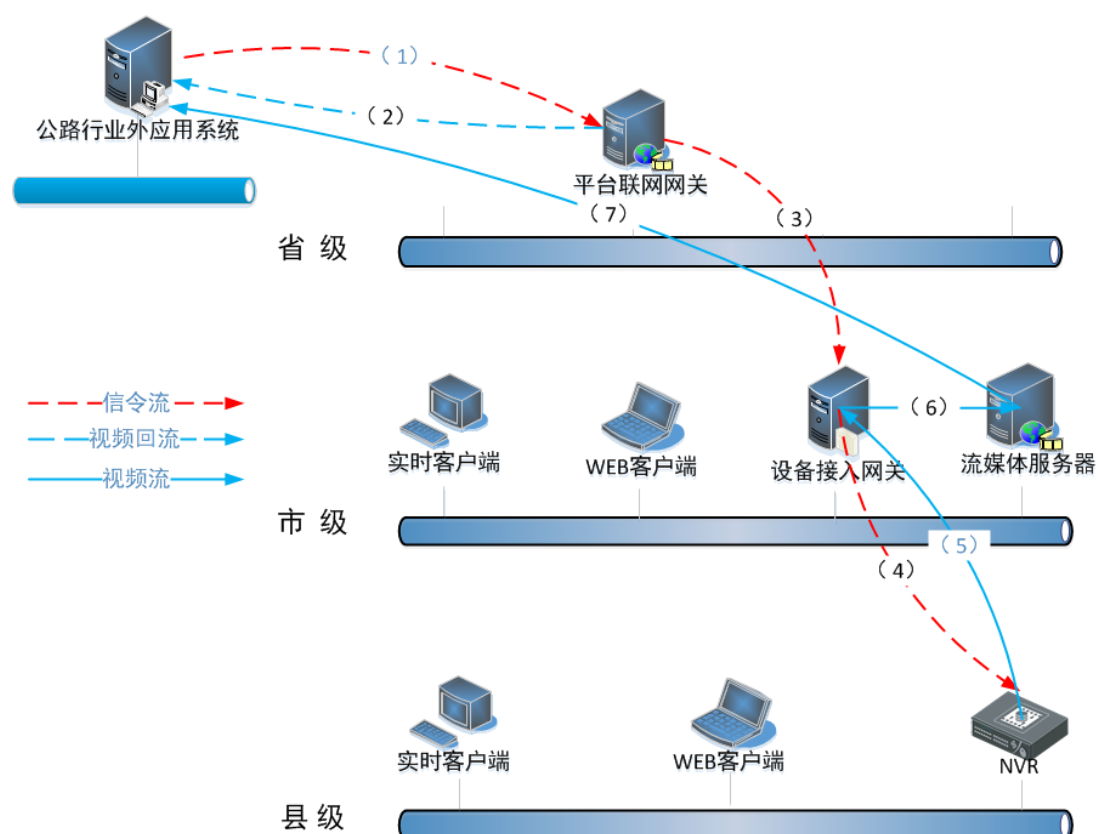 （1）
（2）
公路行业外应用系统
平台联网网关
（7）
（3）
省 级
信令流
视频回流
视频流
（6）
实时客户端
WEB客户端
设备接入网关
流媒体服务器
市 级
（5）
（4）
实时客户端
WEB客户端
NVR
县 级